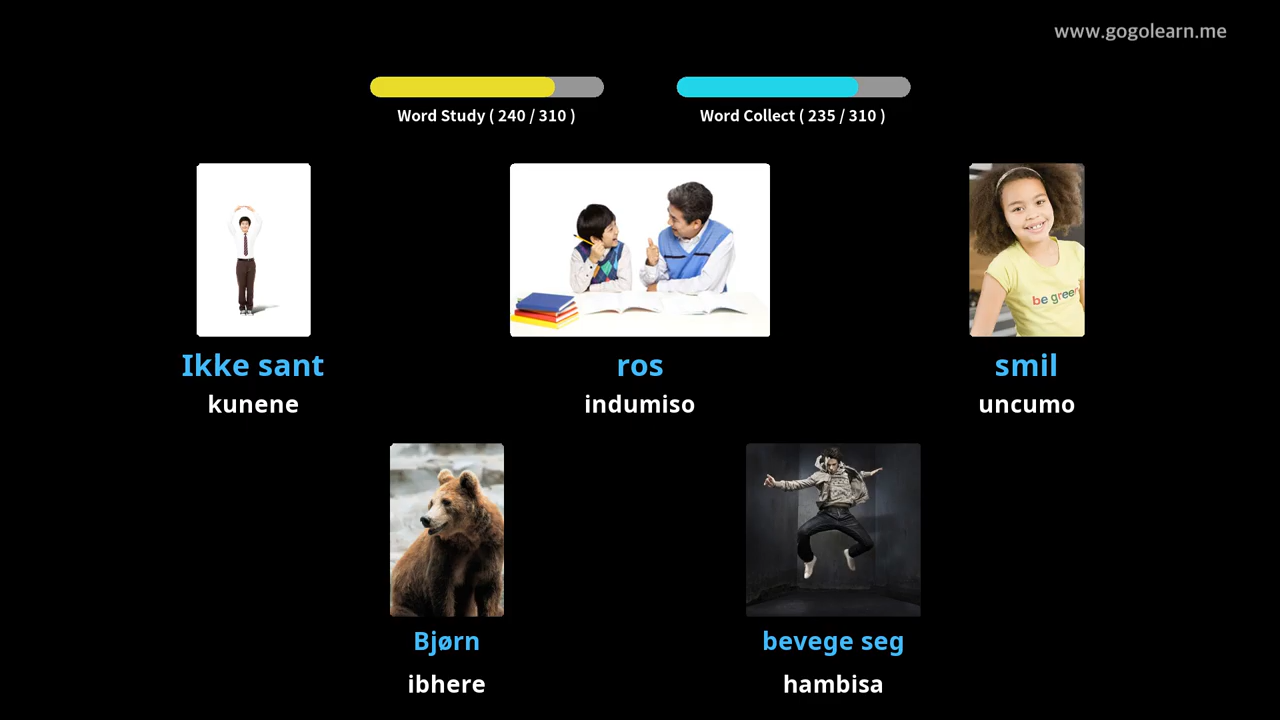 www.gogolearn.me
Word Study ( 240 / 310 )
Word Collect ( 235 / 310 )
be green
Ikke sant
ros
smil
kunene
indumiso
uncumo
Bjørn
bevege seg
ibhere
hambisa